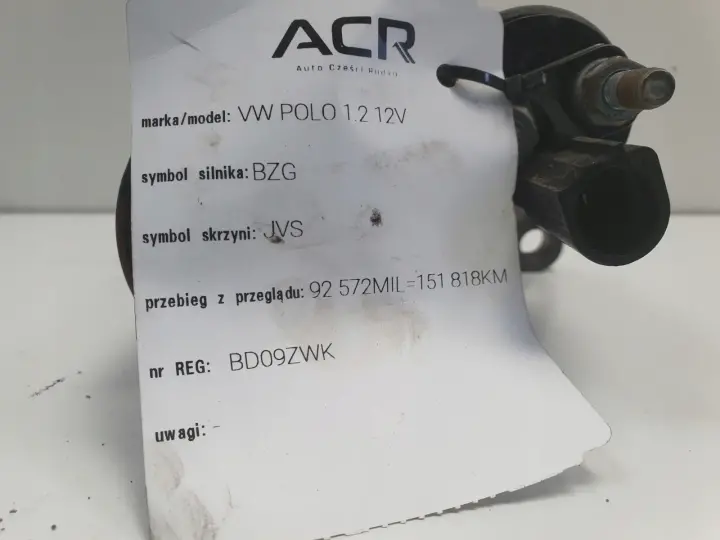 ACR
Auto Części Rudno
marka/model: VW POLO 1.2 12V
symbol silnika: BZG
symbol skrzyni: JVS
przebieg z przeglądu: 92 572MIL=151 818KM
nr REG: BD09ZWK
uwagi: -